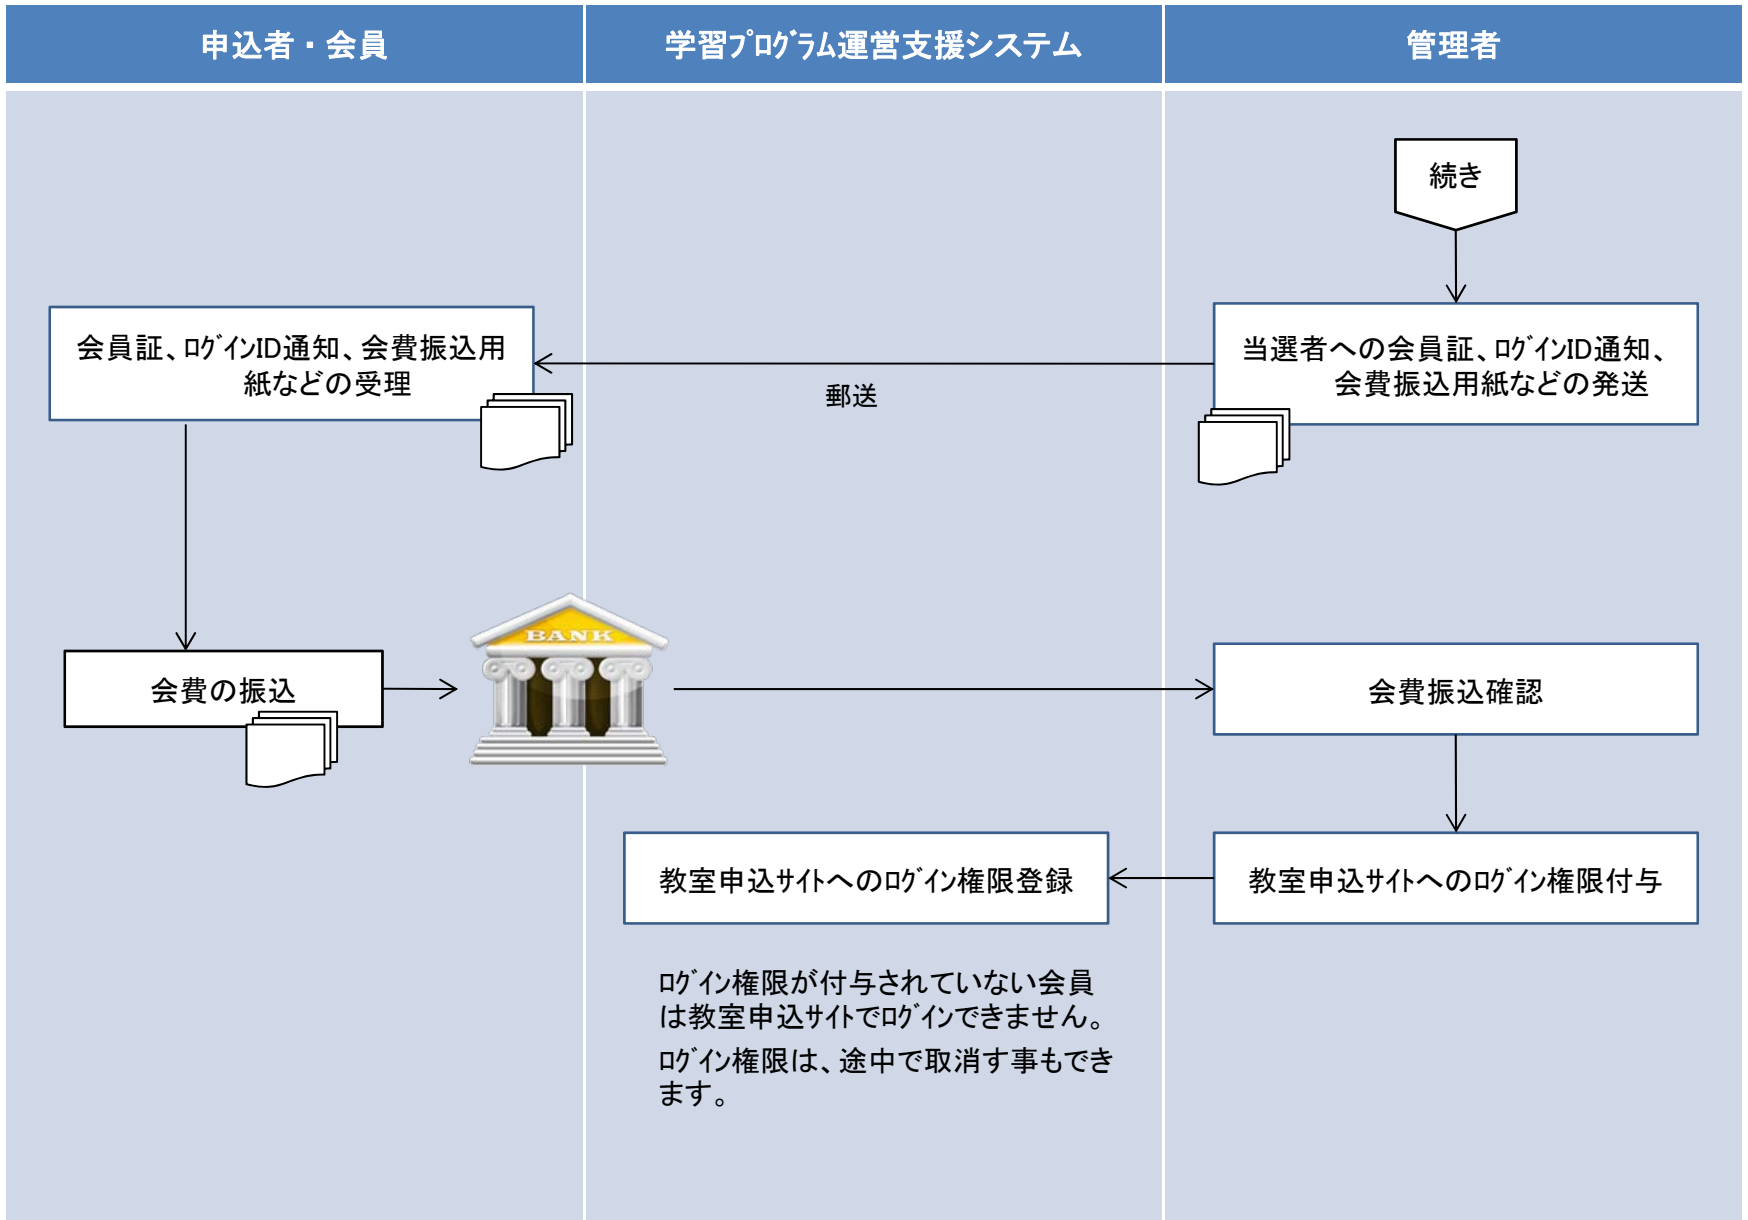 申込者・会員
学習ﾌﾟﾛｸﾞﾗﾑ運営支援システム
管理者
続き
会員証、ﾛｸﾞｲﾝID通知、会費振込用
紙などの受理
郵送
当選者への会員証、ﾛｸﾞｲﾝID通知、
会費振込用紙などの発送
会費の振込
BANK
会費振込確認
教室申込ｻｲﾄへのﾛｸﾞｲﾝ権限登録
教室申込ｻｲﾄへのﾛｸﾞｲﾝ権限付与
ﾛｸﾞｲﾝ権限が付与されていない会員
は教室申込ｻｲﾄでﾛｸﾞｲﾝできません。
ﾛｸﾞｲﾝ権限は、途中で取消す事もでき
ます。